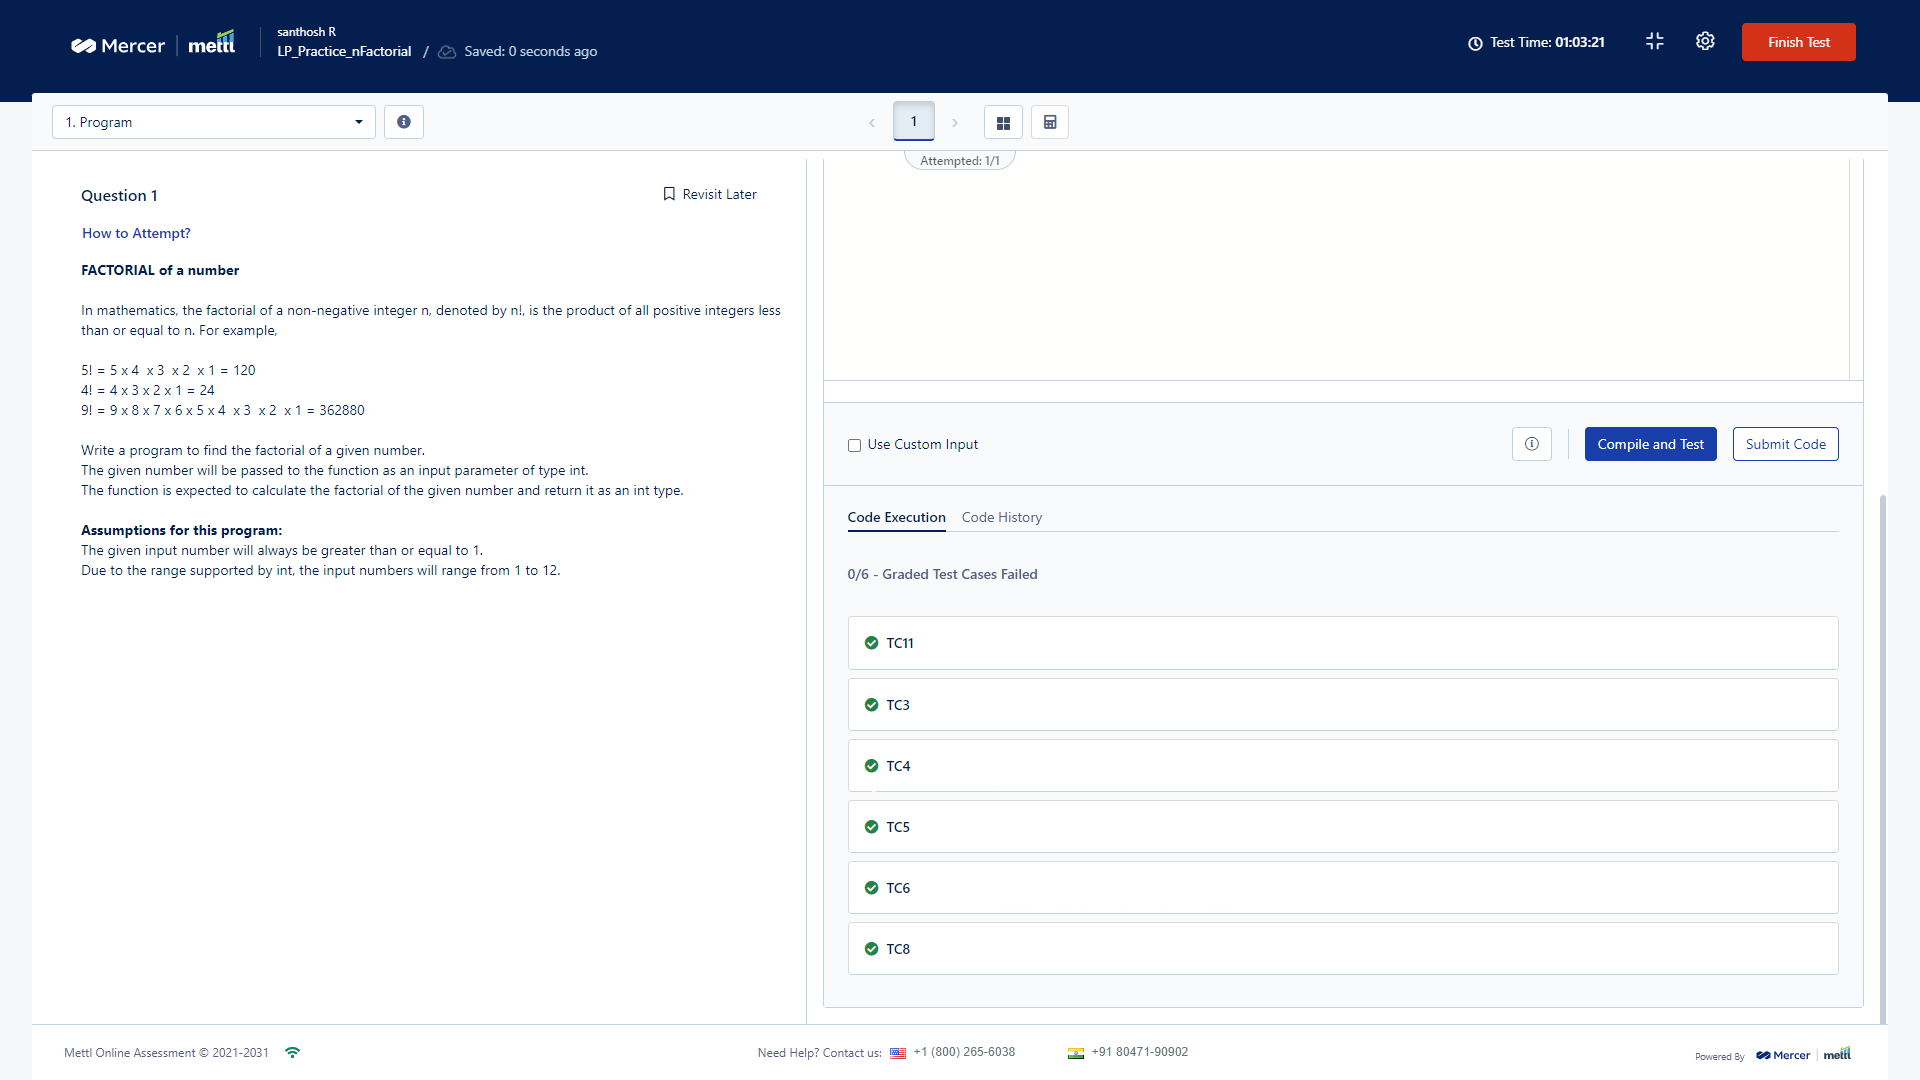 Mercer | mettl
santhosh R
LP_Practice_nFactorial / Saved: 0 seconds ago
Test Time: 01:03:21
Finish Test
1. Program
1
Attempted: 1/1
Question 1
Revisit Later
How to Attempt?
FACTORIAL of a number
In mathematics, the factorial of a non-negative integer n, denoted by n!, is the product of all positive integers less
than or equal to n. For example,
5! = 5 x 4  x 3  x 2  x 1 = 120
4! = 4 x 3 x 2 x 1 = 24
9! = 9 x 8 x 7 x 6 x 5 x 4  x 3  x 2  x 1 = 362880
Write a program to find the factorial of a given number.
The given number will be passed to the function as an input parameter of type int.
The function is expected to calculate the factorial of the given number and return it as an int type.
Assumptions for this program:
The given input number will always be greater than or equal to 1.
Due to the range supported by int, the input numbers will range from 1 to 12.
Use Custom Input
Compile and Test
Submit Code
Code Execution
Code History
0/6 - Graded Test Cases Failed
TC11
TC3
TC4
TC5
TC6
TC8
Mettl Online Assessment © 2021-2031
Need Help? Contact us: +1 (800) 265-6038
+91 80471-90902
Powered By Mercer | mettl